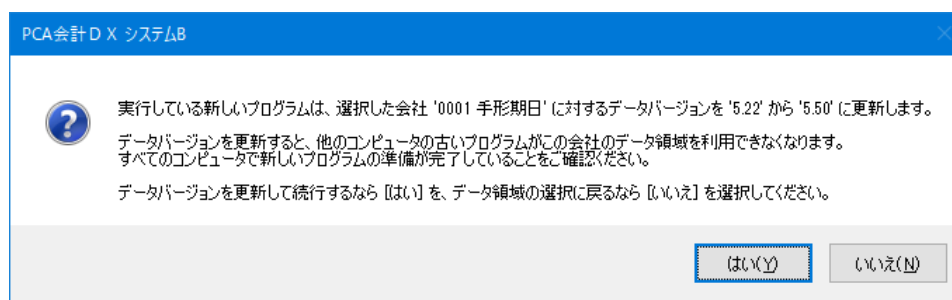 PCA会計ＤＸ システムB
実行している新しいプログラムは、選択した会社 '0001 手形期日' に対するデータバージョンを '5.22' から '5.50' に更新します。
データバージョンを更新すると、他のコンピュータの古いプログラムがこの会社のデータ領域を利用できなくなります。
すべてのコンピュータで新しいプログラムの準備が完了していることをご確認ください。
データバージョンを更新して続行するなら [はい] を、データ領域の選択に戻るなら [いいえ] を選択してください。
はい(Y)
いいえ(N)